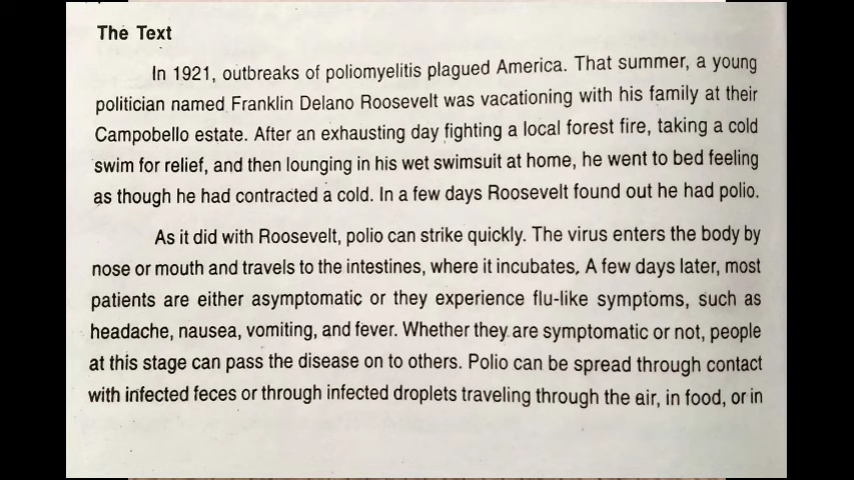 The Text
In 1921, outbreaks of poliomyelitis plagued America. That summer, a young
politician named Franklin Delano Roosevelt was vacationing with his family at their
Campobello estate. After an exhausting day fighting a local forest fire, taking a cold
swim for relief, and then lounging in his wet swimsuit at home, he went to bed feeling
as though he had contracted a cold. In a few days Roosevelt found out he had polio.
As it did with Roosevelt, polio can strike quickly. The virus enters the body by
nose or mouth and travels to the intestines, where it incubates. A few days later, most
patients are either asymptomatic or they experience flu-like symptoms, such as
headache, nausea, vomiting, and fever. Whether they are symptomatic or not, people
at this stage can pass the disease on to others. Polio can be spread through contact
with infected feces or through infected droplets traveling through the air, in food, or in